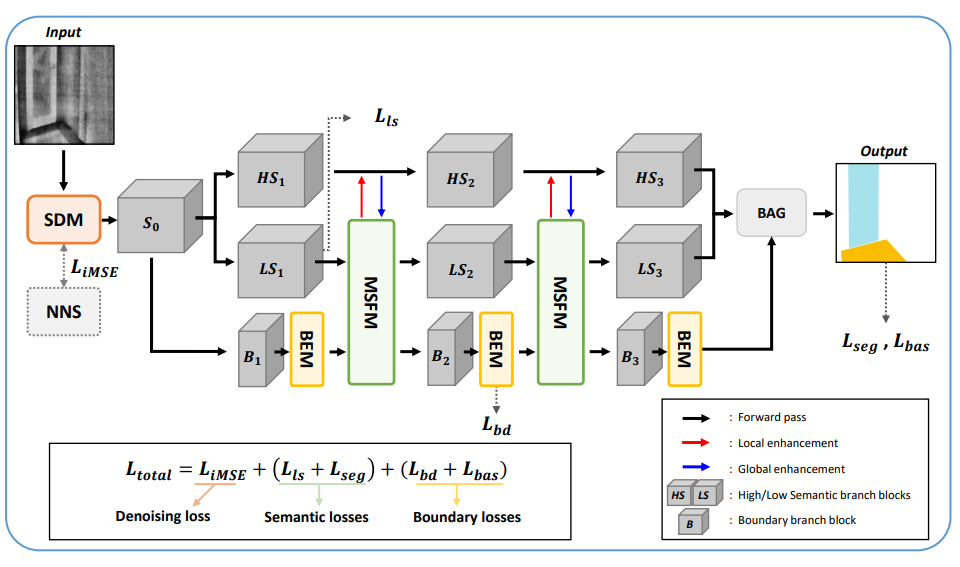 Input
SDM
L_{iMSE}
NNS
S_0
HS_1
LS_1
B_1
BEM
L_{ls}
MSFM
HS_2
LS_2
B_2
BEM
L_{bd}
MSFM
HS_3
LS_3
B_3
BEM
BAG
Output
L_{seg} , L_{bas}
L_{total} = L_{iMSE} + (L_{ls} + L_{seg}) + (L_{bd} + L_{bas})
Denoising loss Semantic losses Boundary losses
: Forward pass
: Local enhancement
: Global enhancement
HS LS : High/Low Semantic branch blocks
B : Boundary branch block